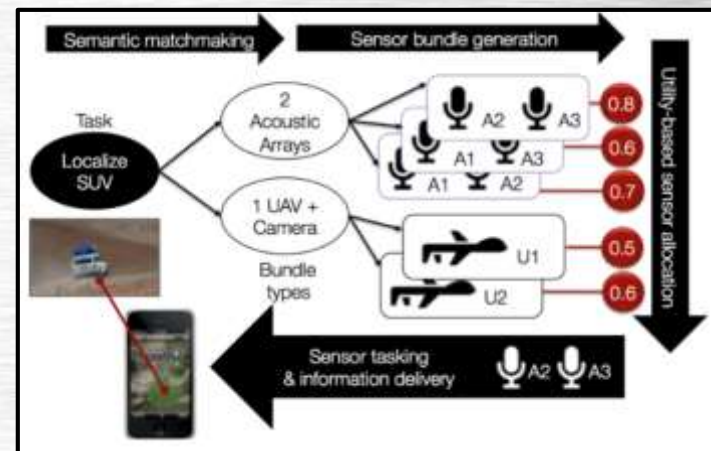 Semantic matchmaking
Sensor bundle generation
Utility-based sensor allocation
Task
Localize
SUV
2
Acoustic
Arrays
1 UAV +
Camera
Bundle
types
A2 A3
A1 A3
A1 A2
U1
U2
0.8
0.6
0.7
0.5
0.6
Sensor tasking
& information delivery
A2 A3